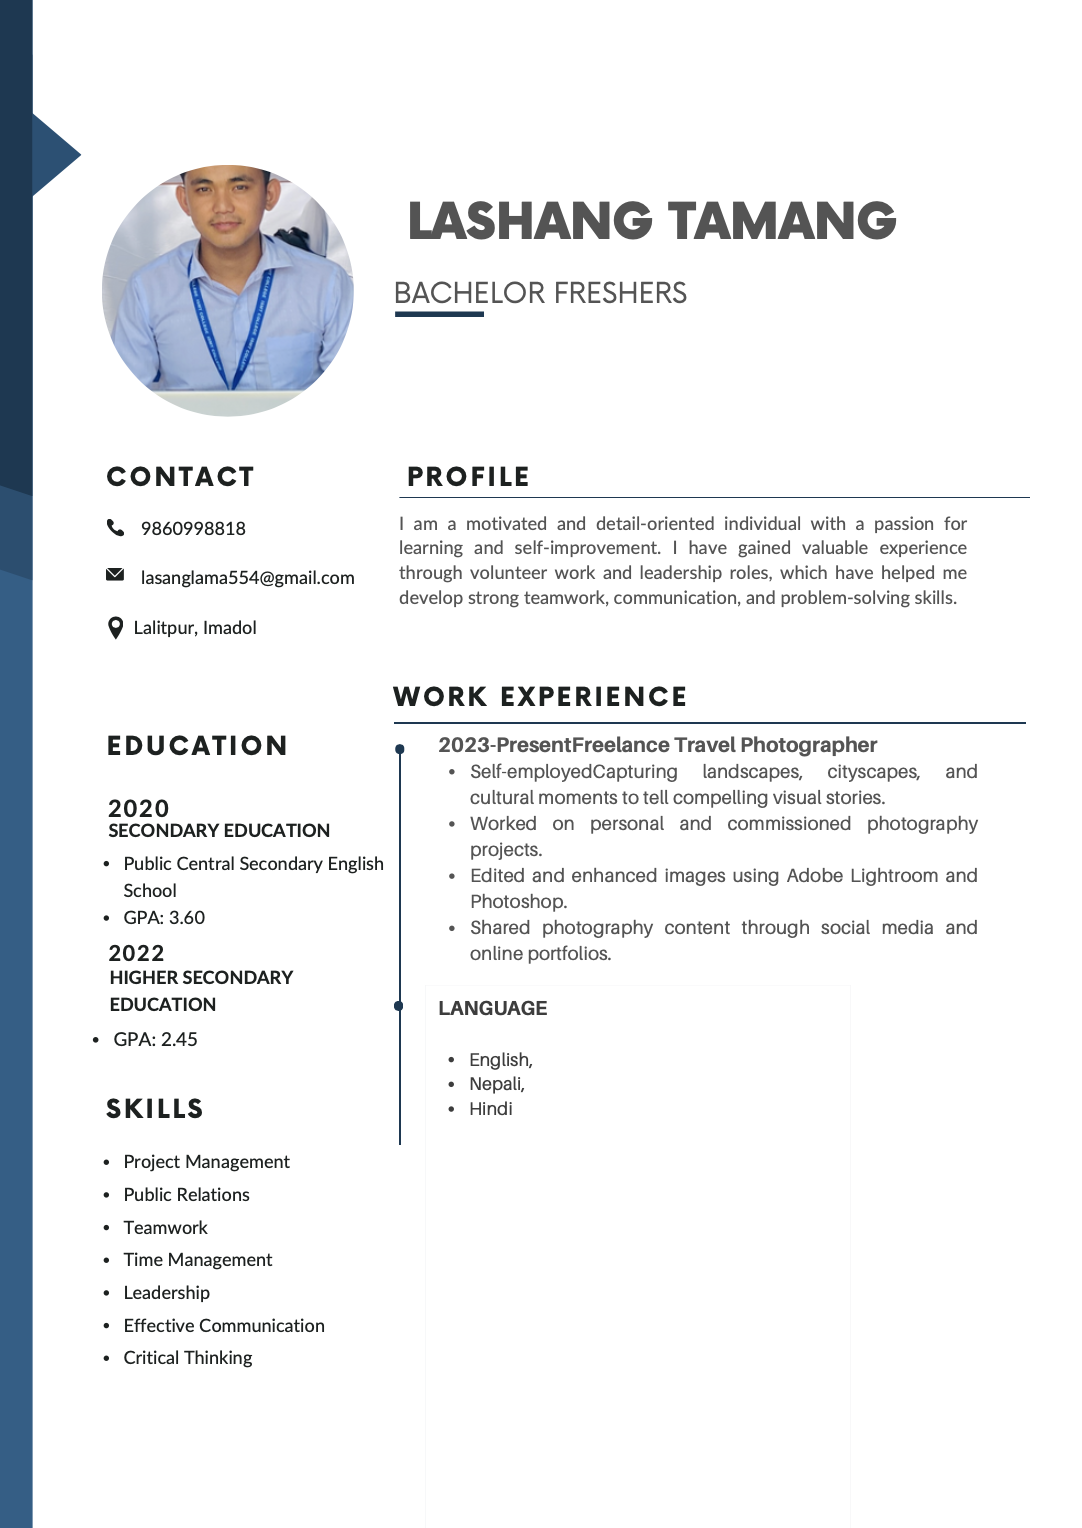 LASHANG TAMANG
BACHELOR FRESHERS
CONTACT
9860998818
lasanglama554@gmail.com
Lalitpur, Imadol
EDUCATION
2020
SECONDARY EDUCATION
• Public Central Secondary English
School
• GPA: 3.60
2022
HIGHER SECONDARY
EDUCATION
• GPA: 2.45
SKILLS
• Project Management
• Public Relations
• Teamwork
• Time Management
• Leadership
• Effective Communication
• Critical Thinking
PROFILE
I am a motivated and detail-oriented individual with a passion for
learning and self-improvement. I have gained valuable experience
through volunteer work and leadership roles, which have helped me
develop strong teamwork, communication, and problem-solving skills.
WORK EXPERIENCE
2023-PresentFreelance Travel Photographer
• Self-employedCapturing landscapes, cityscapes, and
cultural moments to tell compelling visual stories.
• Worked on personal and commissioned photography
projects.
• Edited and enhanced images using Adobe Lightroom and
Photoshop.
• Shared photography content through social media and
online portfolios.
LANGUAGE
• English,
• Nepali,
• Hindi